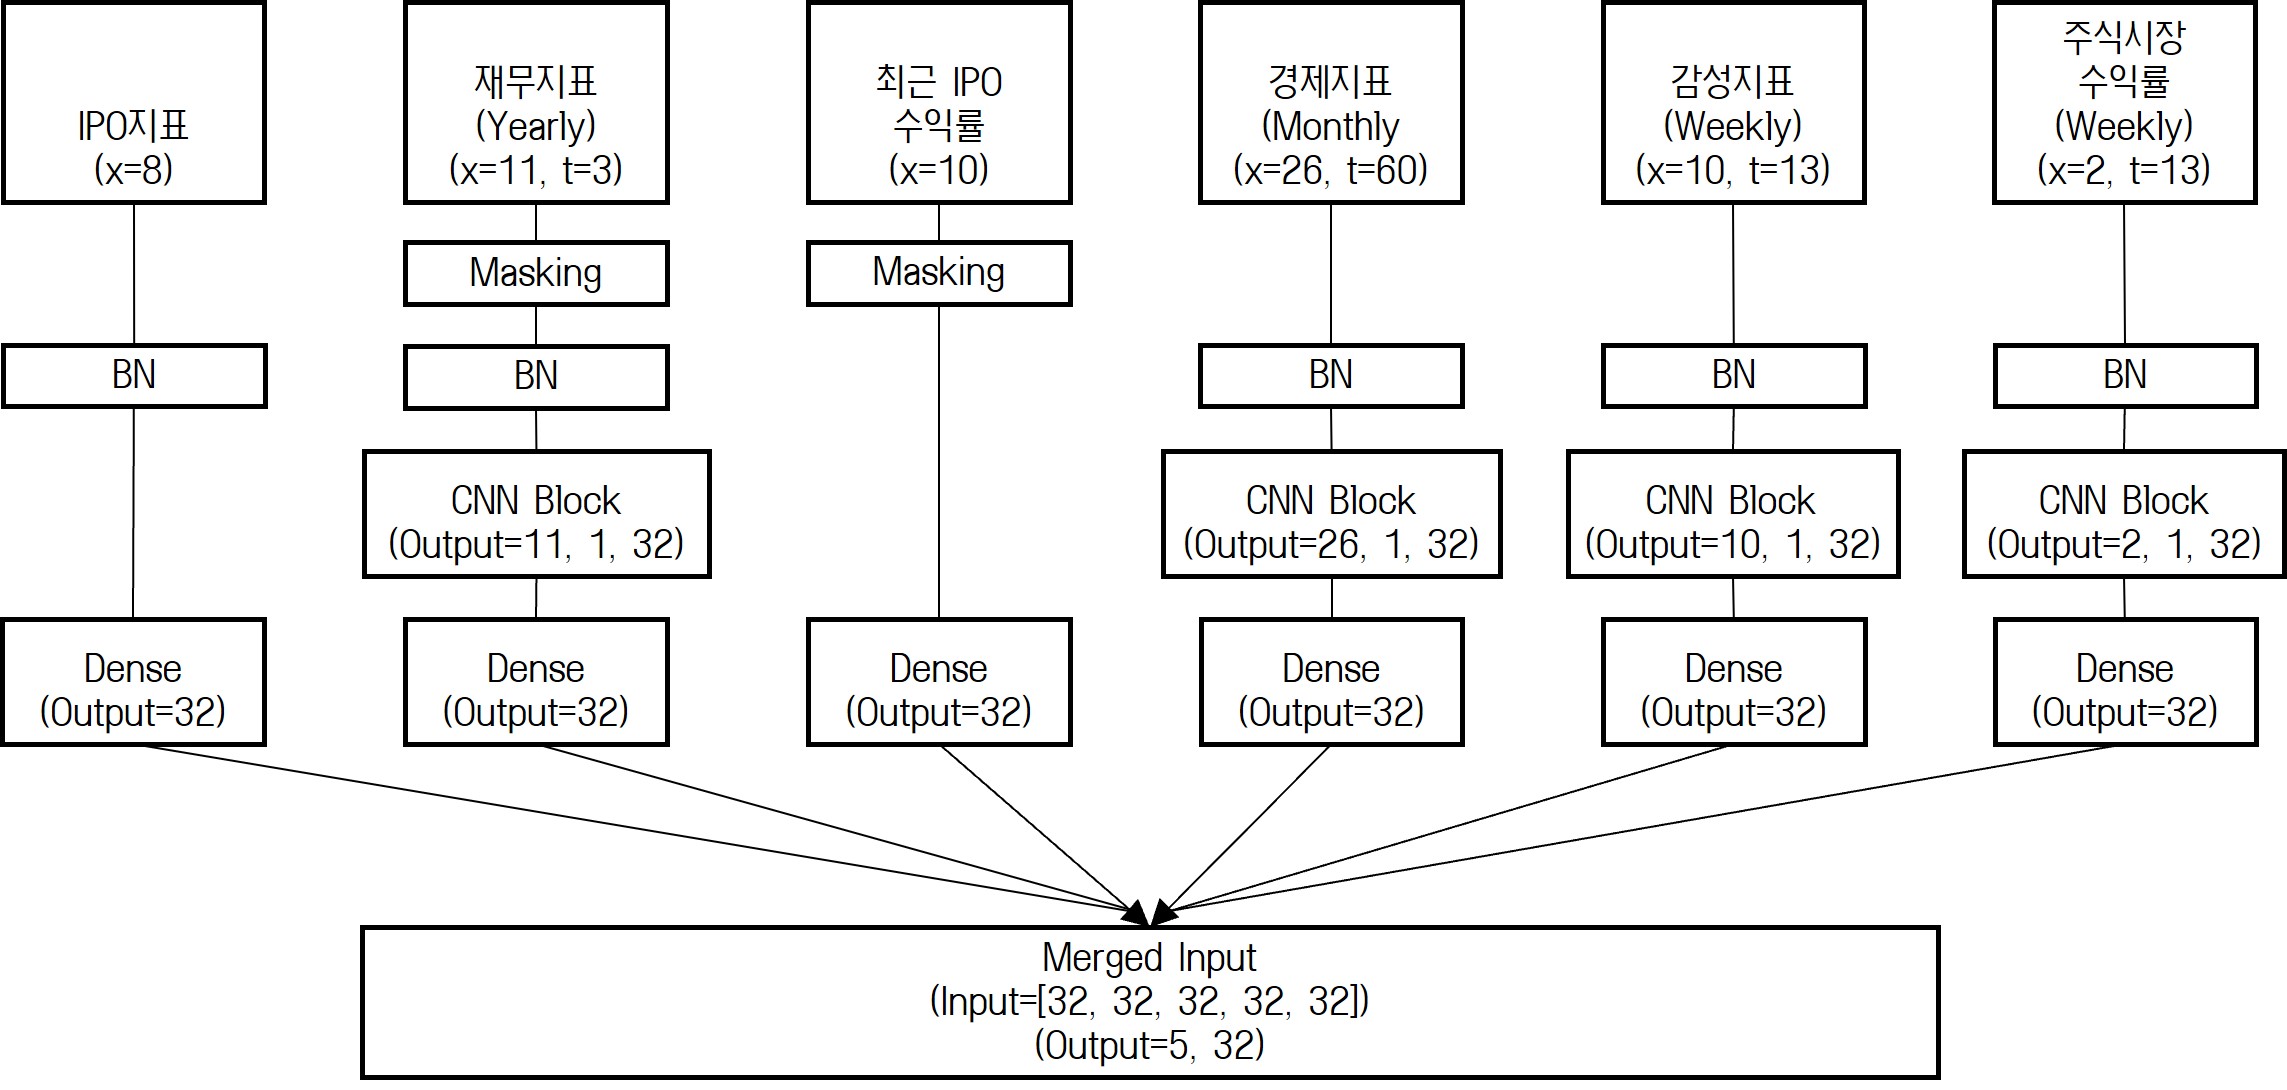 IPO지표
(x=8)
재무지표
(Yearly)
(x=11, t=3)
최근 IPO
수익률
(x=10)
경제지표
(Monthly
(x=26, t=60)
감성지표
(Weekly)
(x=10, t=13)
주식시장
수익률
(Weekly)
(x=2, t=13)
Masking
Masking
BN
BN
BN
BN
BN
CNN Block
(Output=11, 1, 32)
CNN Block
(Output=26, 1, 32)
CNN Block
(Output=10, 1, 32)
CNN Block
(Output=2, 1, 32)
Dense
(Output=32)
Dense
(Output=32)
Dense
(Output=32)
Dense
(Output=32)
Dense
(Output=32)
Dense
(Output=32)
Merged Input
(Input=[32, 32, 32, 32, 32])
(Output=5, 32)